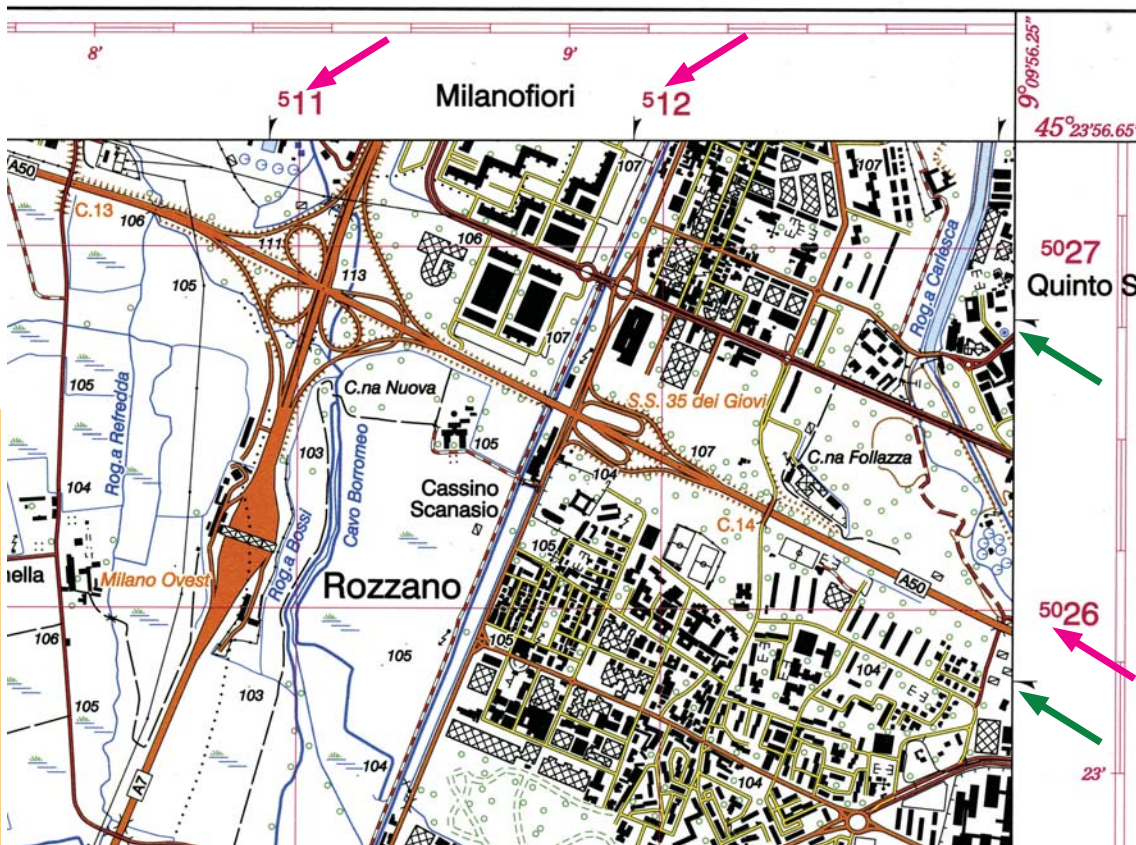 8'
9'
9°09'56.25"
⁵11
Milanofiori
⁵12
45°23'56.65"
A50
107
107
C.13
106
106
111
113
105
⁵⁰27
Quinto S
Rog.a Carlesca
107
105
Rog.a Refredda
C.na Nuova
S.S. 35 dei Giovi
103
105
107
C.na Follazza
104
Cavo Borromeo
Cassino
Scanasio
104
C.14
Rog.a Bossi
105
nella
Milano Ovest
Rozzano
A50
⁵⁰26
106
105
105
104
103
105
104
104
23'
A7